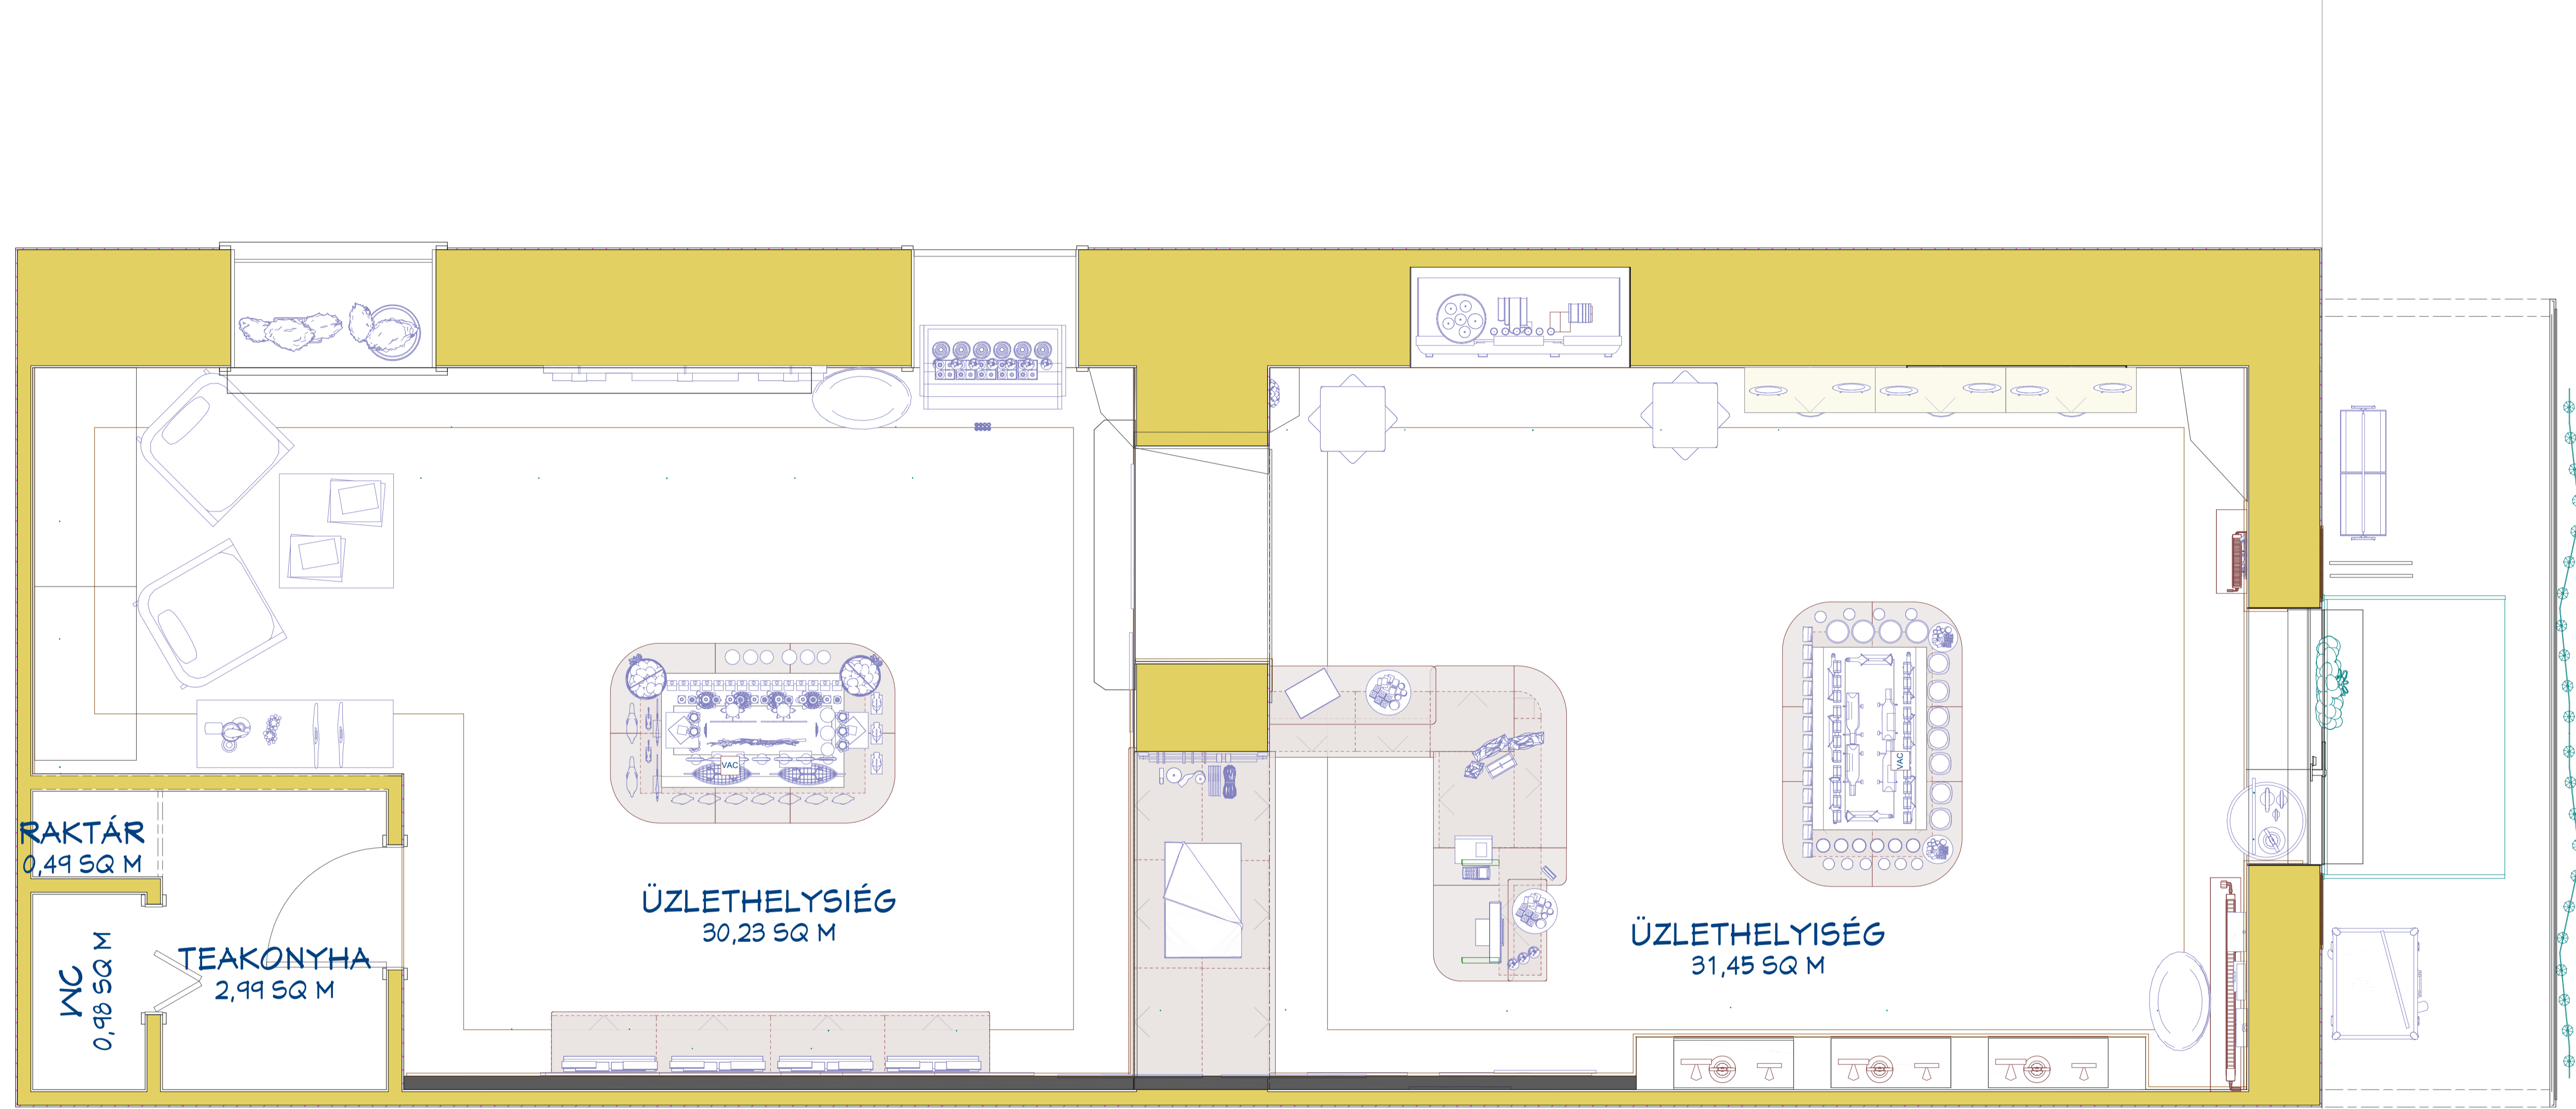 RAKTÁR
0,49 SQ M
WC
0,98 SQ M
TEAKONYHA
2,99 SQ M
VAC
ÜZLETHELYSIÉG
30,23 SQ M
VAC
ÜZLETHELYISÉG
31,45 SQ M